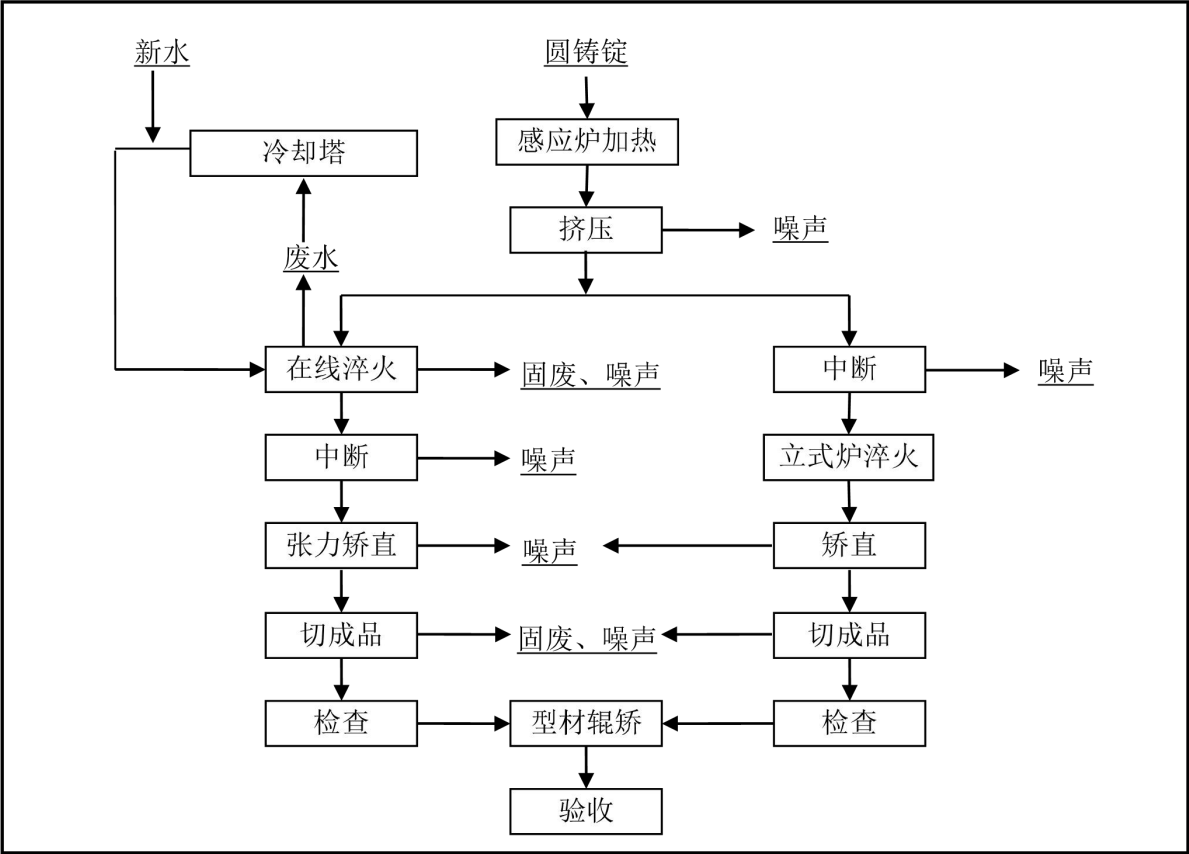 新水
圆铸锭
感应炉加热
冷却塔
挤压
噪声
废水
在线淬火
固废、噪声
中断
噪声
中断
噪声
立式炉淬火
张力矫直
噪声
矫直
切成品
固废、噪声
切成品
检查
型材辊矫
检查
验收